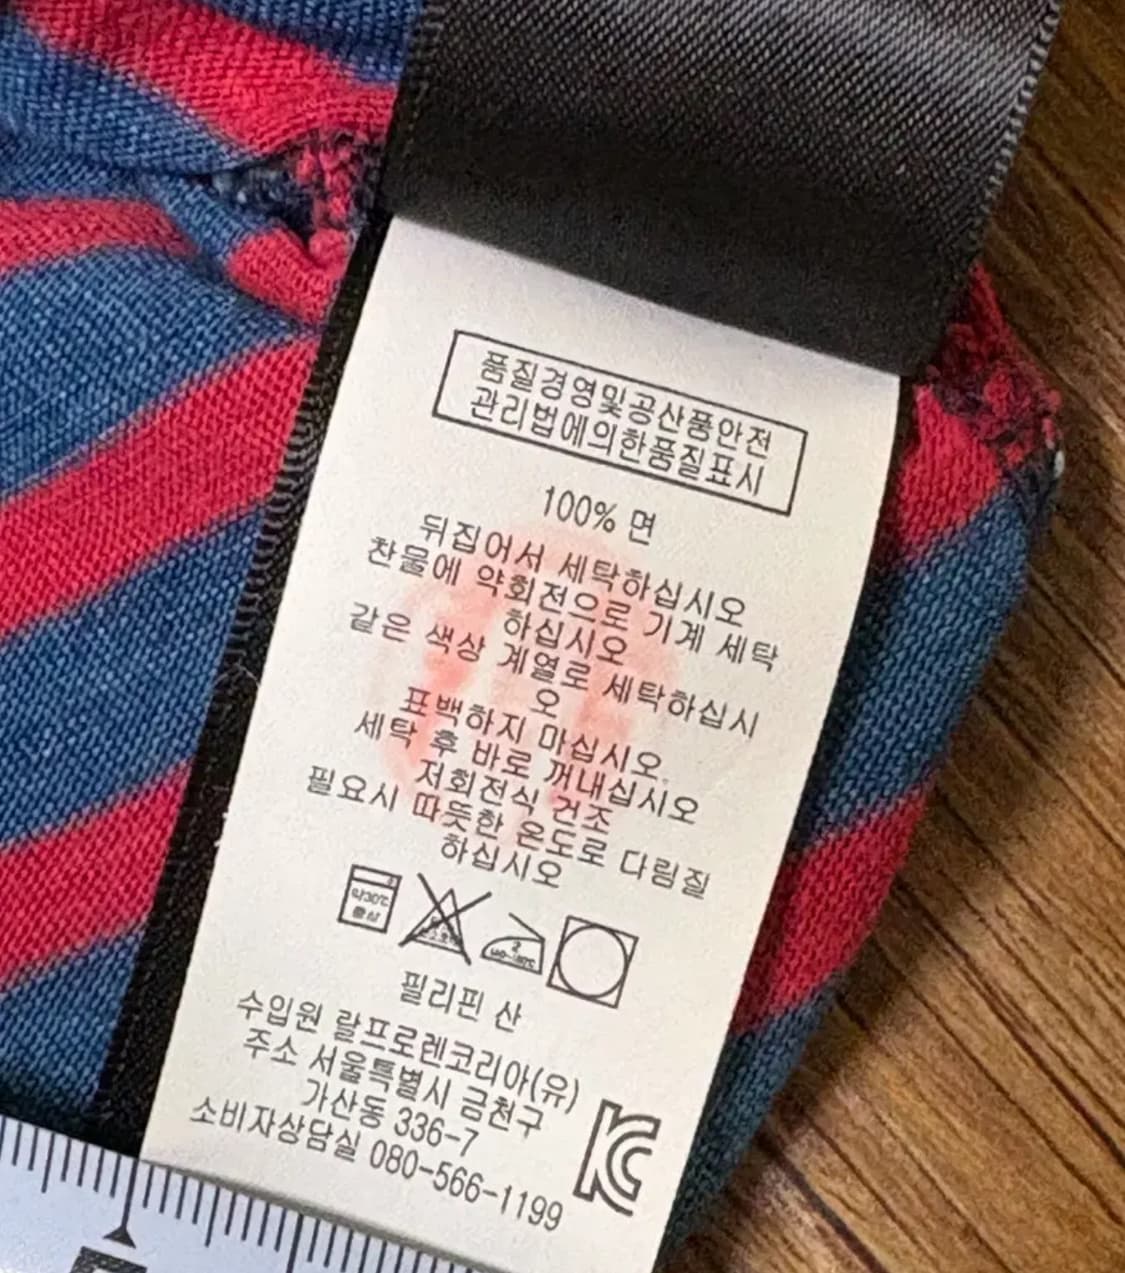 품질경영및공산품안전
관리법에의한품질표시
100% 면
뒤집어서 세탁하십시오
찬물에 약회전으로 기계 세탁
하십시오
같은 색상 계열로 세탁하십시
오
표백하지 마십시오.
세탁 후 바로 꺼내십시오
저회전식 건조
필요시 따뜻한 온도로 다림질
하십시오
약30℃
중성
필리핀 산
수입원 랄프로렌코리아(유)
주소 서울특별시 금천구
가산동 336-7
소비자상담실 080-566-1199